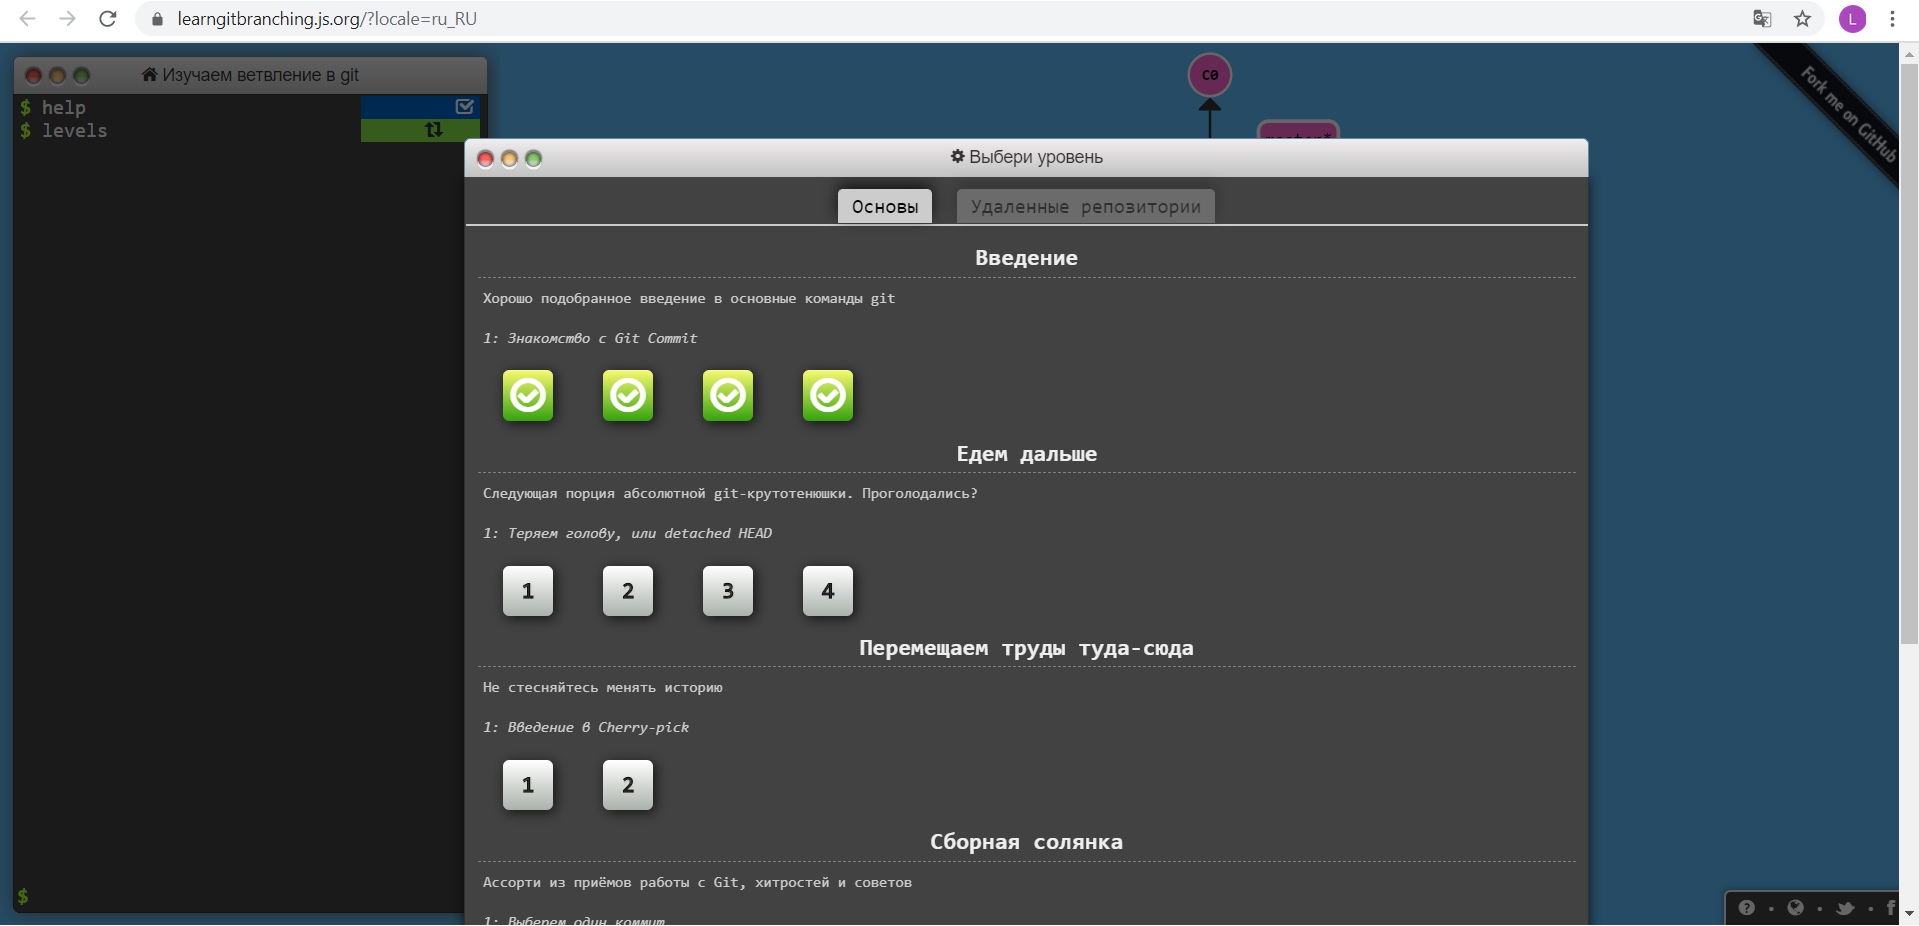 learngitbranching.js.org/?locale=ru_RU
L
Изучаем ветвление в git
$ help
$ levels
C0
Fork me on GitHub
Выбери уровень
Основы
Удаленные репозитории
Введение
Хорошо подобранное введение в основные команды git
1: Знакомство с Git Commit
Едем дальше
Следующая порция абсолютной git-крутотенюшки. Проголодались?
1: Теряем голову, или detached HEAD
1 2 3 4
Перемещаем труды туда-сюда
Не стесняйтесь менять историю
1: Введение в Cherry-pick
1 2
Сборная солянка
Ассорти из приёмов работы с Git, хитростей и советов
1: Выберем один коммит
$